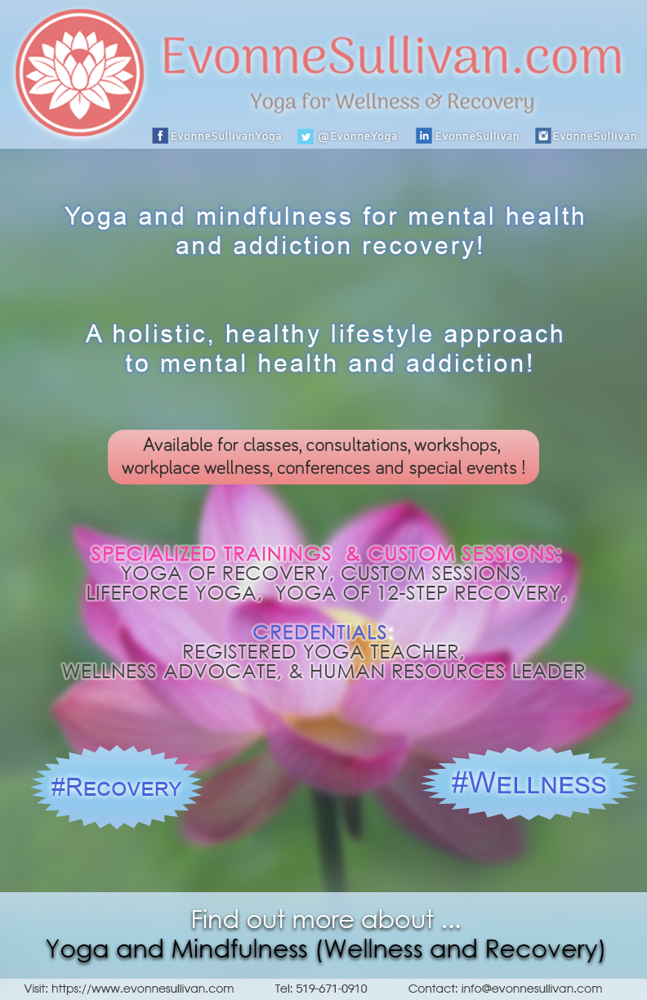 EvonneSullivan.com
Yoga for Wellness & Recovery
EvonneSullivanYoga @EvonneYoga EvonneSullivan EvonneSullivan
Yoga and mindfulness for mental health
and addiction recovery!
A holistic, healthy lifestyle approach
to mental health and addiction!
Available for classes, consultations, workshops,
workplace wellness, conferences and special events !
SPECIALIZED TRAININGS & CUSTOM SESSIONS:
YOGA OF RECOVERY, CUSTOM SESSIONS,
LIFEFORCE YOGA, YOGA OF 12-STEP RECOVERY,
CREDENTIALS:
REGISTERED YOGA TEACHER,
WELLNESS ADVOCATE, & HUMAN RESOURCES LEADER
#RECOVERY
#WELLNESS
Find out more about ...
Yoga and Mindfulness (Wellness and Recovery)
Visit: https://www.evonnesullivan.com Tel: 519-671-0910 Contact: info@evonnesullivan.com